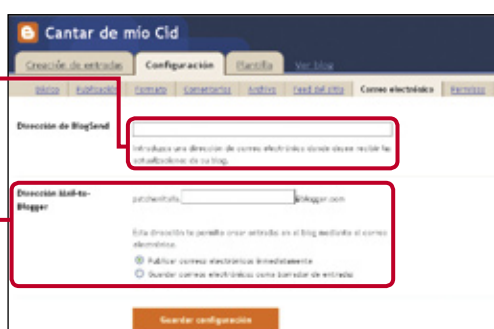 Cantar de mío Cid
Creación de entradas Configuración Plantilla Ver blog
Básico Publicación Formato Comentarios Archivo Feed del sitio Correo electrónico Permisos
Dirección de BlogSend
Introduzca una dirección de correo electrónico donde desee recibir las
actualizaciones de su blog.
Dirección Mail-to-
Blogger
@blogger.com
Esta dirección le permite crear entradas en el blog mediante el correo
electrónico.
Publicar correos electrónicos inmediatamente
Guardar correos electrónicos como borrador de entradas
Guardar configuración